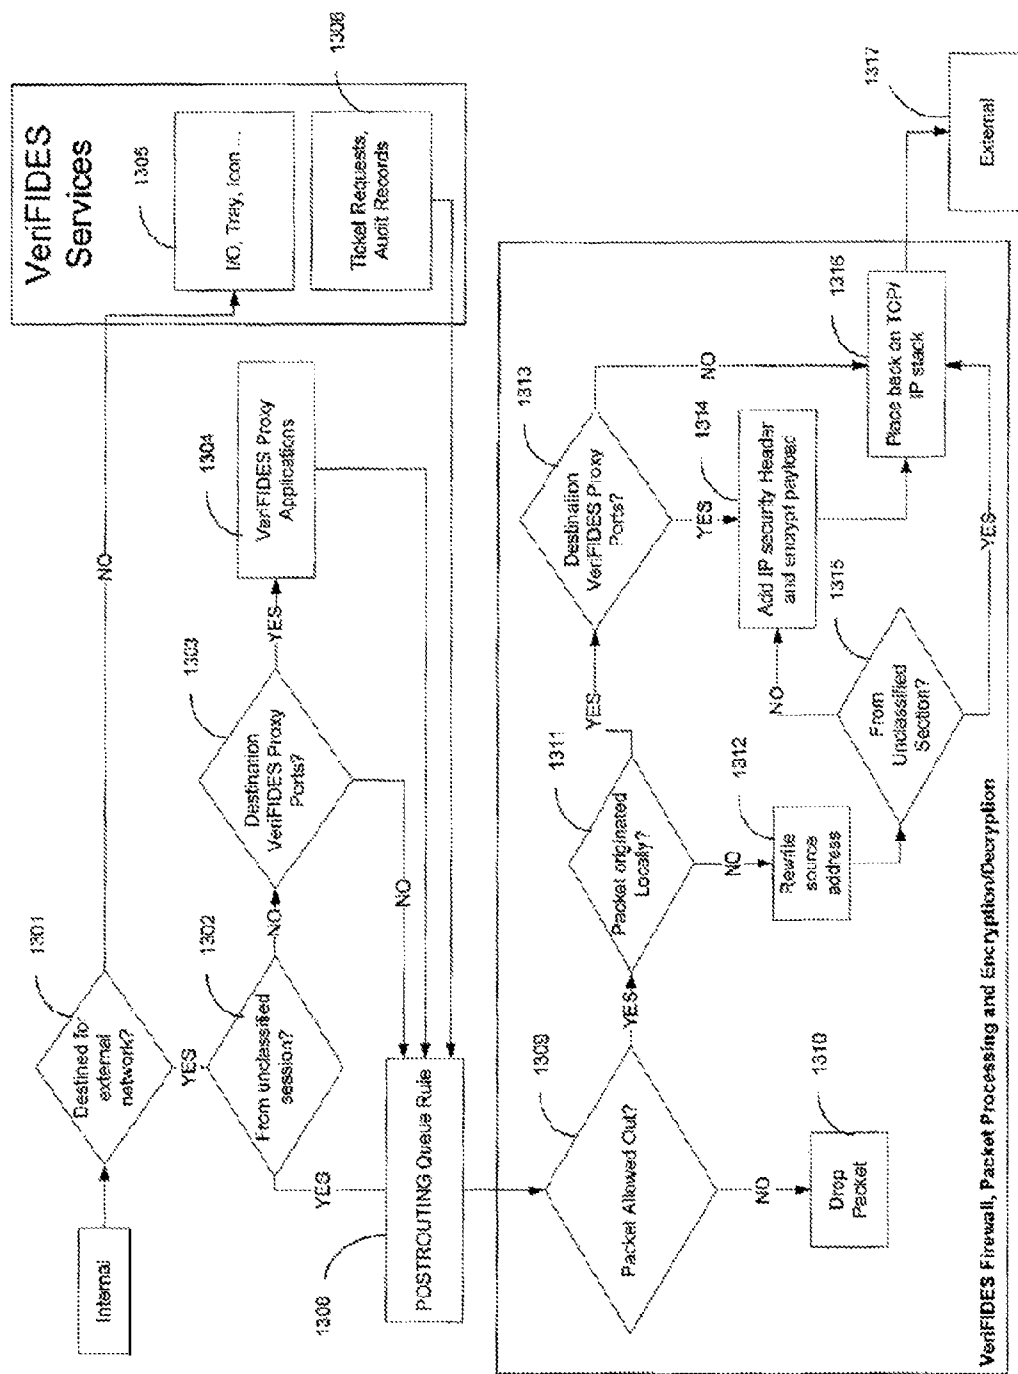 Internal
1301
Destined for
external
network?
NO
YES
1302
From unclassified
session?
NO
YES
1303
Destination
VeriFIDES Proxy
Ports?
YES
NO
1304
VeriFIDES Proxy
Applications
VeriFIDES
Services
1305
I/O, Tray, Icon ...
1306
Ticket Requests,
Audit Records
1308
POSTROUTING Queue Rule
1309
Packet Allowed Out?
YES
NO
1310
Drop
Packet
1311
Packet originated
Locally?
YES
NO
1312
Rewrite
source
address
1313
Destination
VeriFIDES Proxy
Ports?
NO
YES
1314
Add IP security Header
and encrypt payload
1315
From
Unclassified
Section?
NO
YES
1316
Place back on TCP/
IP stack
1317
External
VeriFIDES Firewall, Packet Processing and Encryption/Decryption